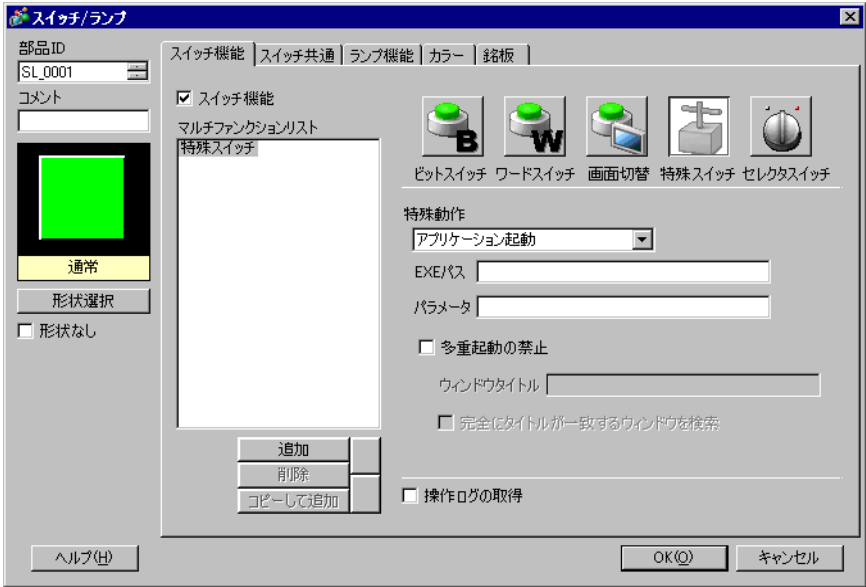 スイッチ/ランプ
部品ID
SL_0001
コメント
通常
形状選択
形状なし
スイッチ機能 スイッチ共通 ランプ機能 カラー 銘板
スイッチ機能
マルチファンクションリスト
特殊スイッチ
追加
削除
コピーして追加
B W
ビットスイッチ ワードスイッチ 画面切替 特殊スイッチ セレクタスイッチ
特殊動作
アプリケーション起動
EXEパス
パラメータ
多重起動の禁止
ウィンドウタイトル
完全にタイトルが一致するウィンドウを検索
操作ログの取得
ヘルプ(H) OK(O) キャンセル